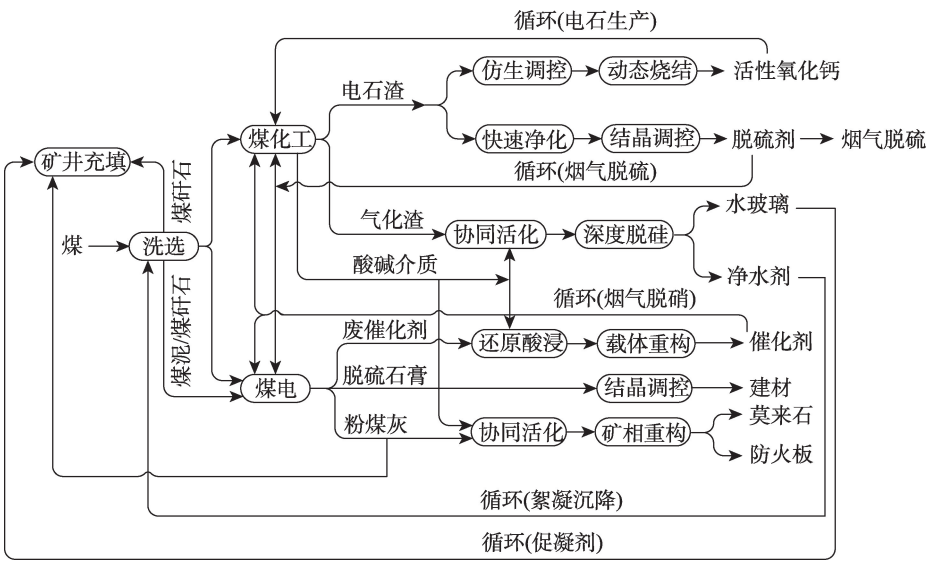 循环(电石生产)
电石渣
仿生调控
动态烧结
活性氧化钙
煤化工
快速净化
结晶调控
脱硫剂
烟气脱硫
矿井充填
循环(烟气脱硫)
煤矸石
气化渣
水玻璃
煤
洗选
协同活化
深度脱硅
酸碱介质
净水剂
煤泥/煤矸石
循环(烟气脱硝)
废催化剂
还原酸浸
载体重构
催化剂
煤电
脱硫石膏
结晶调控
建材
粉煤灰
协同活化
矿相重构
莫来石
防火板
循环(絮凝沉降)
循环(促凝剂)